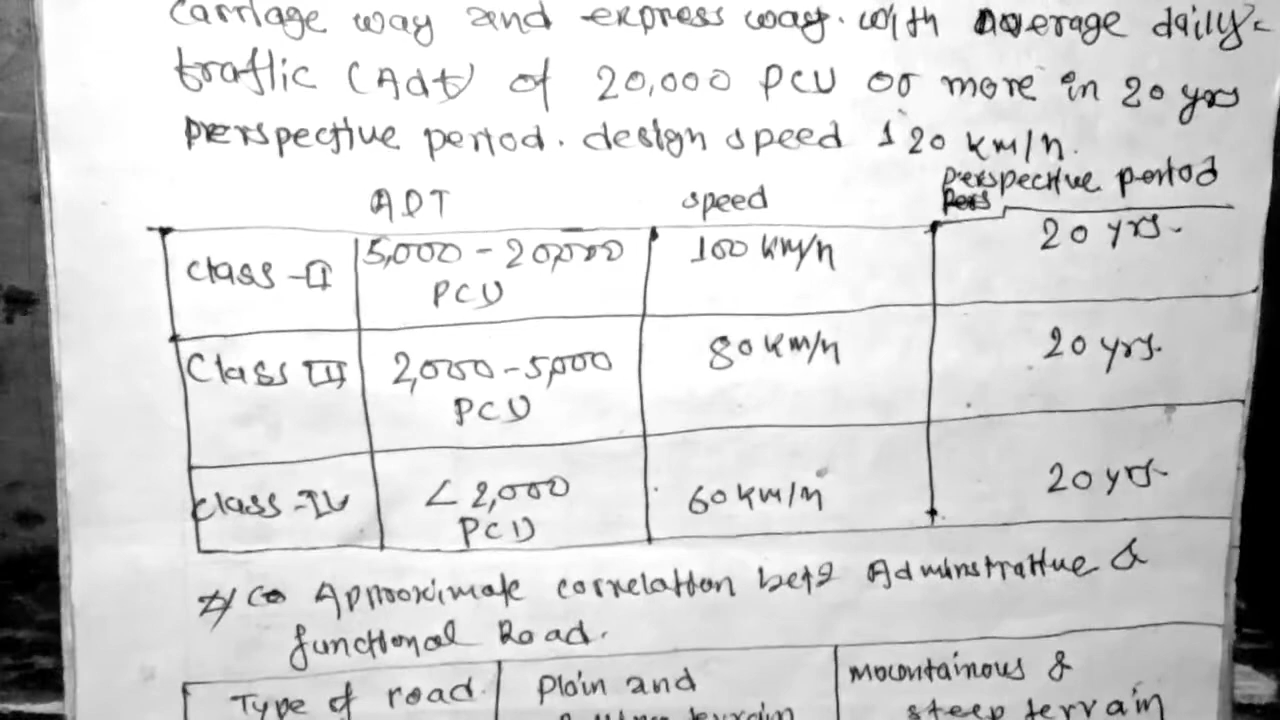 carriage way and express way. with average daily
traffic (Adt) of 20,000 PCU or more in 20 yrs
perspective period. design speed 120 km/h.
ADT speed perspective period
class-II 5,000 - 20,000 PCU 100 km/h 20 yrs.
Class III 2,000 - 5,000 PCU 80 km/h 20 yrs.
class-IV < 2,000 PCU 60 km/h 20 yrs.
Approximate correlation betn Adminstrative &
functional Road.
Type of road Plain and mountainous &
terrain steep terrain